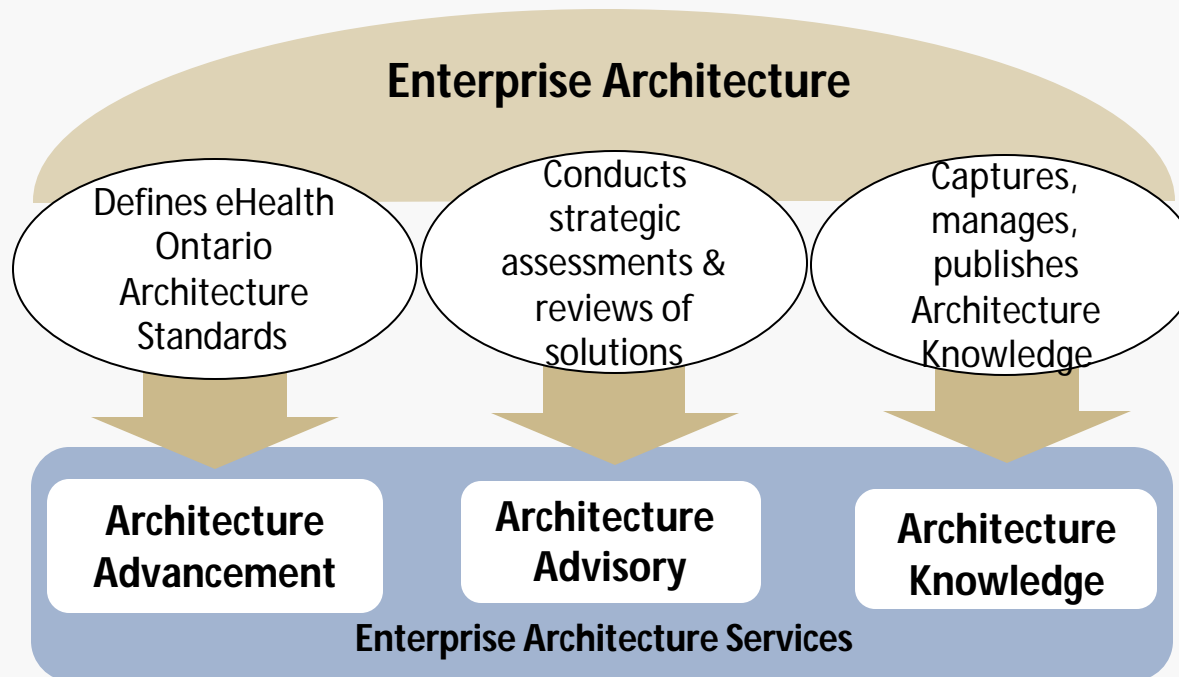 Enterprise Architecture
Defines eHealth
Ontario
Architecture
Standards
Conducts
strategic
assessments &
reviews of
solutions
Captures,
manages,
publishes
Architecture
Knowledge
Architecture
Advancement
Architecture
Advisory
Architecture
Knowledge
Enterprise Architecture Services